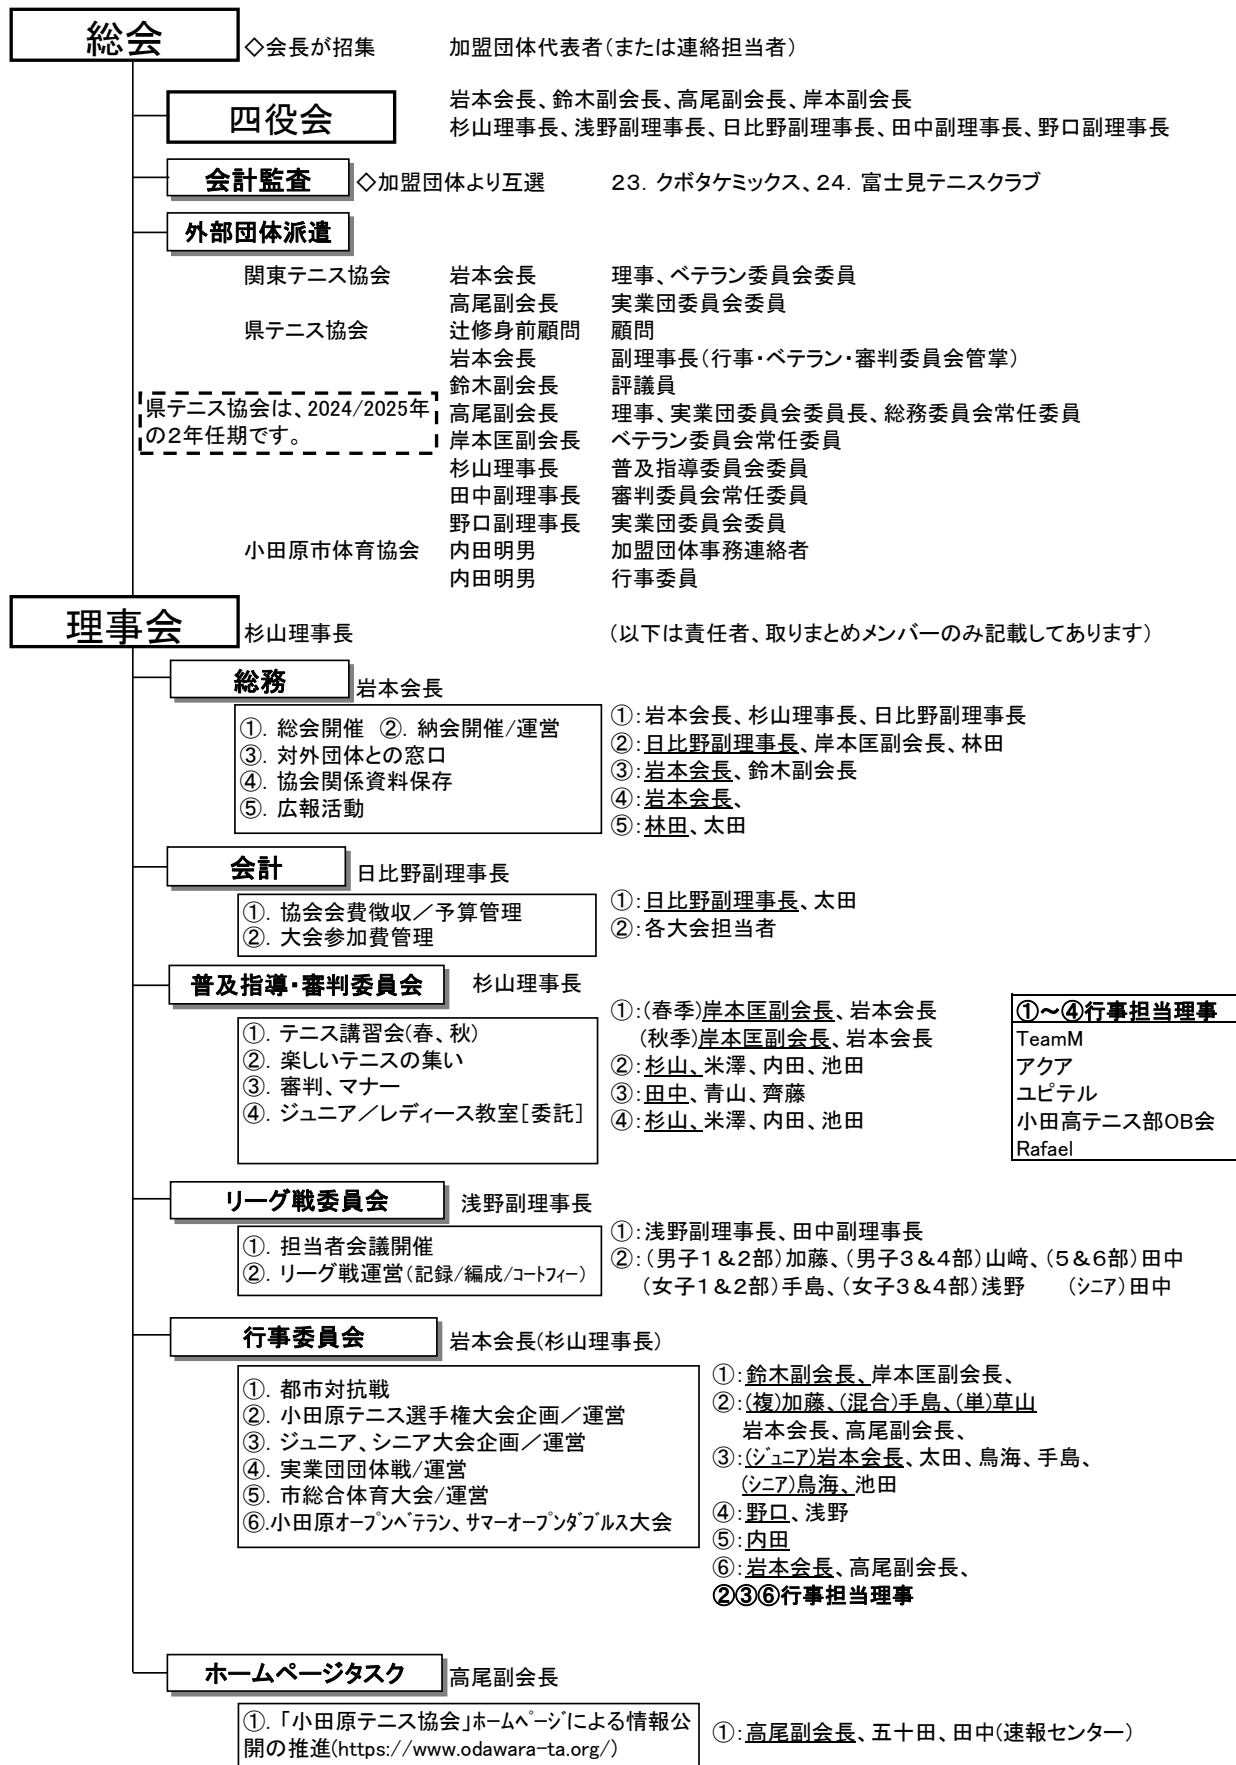 総会 ◇会長が招集 加盟団体代表者(または連絡担当者)
四役会 岩本会長、鈴木副会長、高尾副会長、岸本副会長
杉山理事長、浅野副理事長、日比野副理事長、田中副理事長、野口副理事長
会計監査 ◇加盟団体より互選 23. クボタケミックス、24. 富士見テニスクラブ
外部団体派遣
関東テニス協会 岩本会長 理事、ベテラン委員会委員
高尾副会長 実業団委員会委員
県テニス協会 辻修身前顧問 顧問
岩本会長 副理事長(行事・ベテラン・審判委員会管掌)
鈴木副会長 評議員
県テニス協会は、2024/2025年
の2年任期です。
高尾副会長 理事、実業団委員会委員長、総務委員会常任委員
岸本匡副会長 ベテラン委員会常任委員
杉山理事長 普及指導委員会委員
田中副理事長 審判委員会常任委員
野口副理事長 実業団委員会委員
小田原市体育協会 内田明男 加盟団体事務連絡者
内田明男 行事委員
理事会 杉山理事長 (以下は責任者、取りまとめメンバーのみ記載してあります)
総務 岩本会長
①. 総会開催 ②. 納会開催/運営
③. 対外団体との窓口
④. 協会関係資料保存
⑤. 広報活動
①:岩本会長、杉山理事長、日比野副理事長
②:日比野副理事長、岸本匡副会長、林田
③:岩本会長、鈴木副会長
④:岩本会長、
⑤:林田、太田
会計 日比野副理事長
①. 協会会費徴収／予算管理
②. 大会参加費管理
①:日比野副理事長、太田
②:各大会担当者
普及指導・審判委員会 杉山理事長
①. テニス講習会(春、秋)
②. 楽しいテニスの集い
③. 審判、マナー
④. ジュニア／レディース教室[委託]
①:(春季)岸本匡副会長、岩本会長
(秋季)岸本匡副会長、岩本会長
②:杉山、米澤、内田、池田
③:田中、青山、齊藤
④:杉山、米澤、内田、池田
①～④行事担当理事
TeamM
アクア
ユピテル
小田高テニス部OB会
Rafael
リーグ戦委員会 浅野副理事長
①. 担当者会議開催
②. リーグ戦運営(記録/編成/ｺｰﾄﾌｨｰ)
①:浅野副理事長、田中副理事長
②:(男子1＆2部)加藤、(男子3＆4部)山﨑、(5＆6部)田中
(女子1＆2部)手島、(女子3＆4部)浅野 (ｼﾆｱ)田中
行事委員会 岩本会長(杉山理事長)
①. 都市対抗戦
②. 小田原テニス選手権大会企画／運営
③. ジュニア、シニア大会企画／運営
④. 実業団団体戦/運営
⑤. 市総合体育大会/運営
⑥.小田原ｵｰﾌﾟﾝﾍﾞﾃﾗﾝ、ｻﾏｰｵｰﾌﾟﾝﾀﾞﾌﾞﾙｽ大会
①:鈴木副会長、岸本匡副会長、
②:(複)加藤、(混合)手島、(単)草山
岩本会長、高尾副会長、
③:(ｼﾞｭﾆｱ)岩本会長、太田、鳥海、手島、
(ｼﾆｱ)鳥海、池田
④:野口、浅野
⑤:内田
⑥:岩本会長、高尾副会長、
②③⑥行事担当理事
ホームページタスク 高尾副会長
①. 「小田原テニス協会」ﾎｰﾑﾍﾟｰｼﾞによる情報公
開の推進(https://www.odawara-ta.org/)
①:高尾副会長、五十田、田中(速報センター)